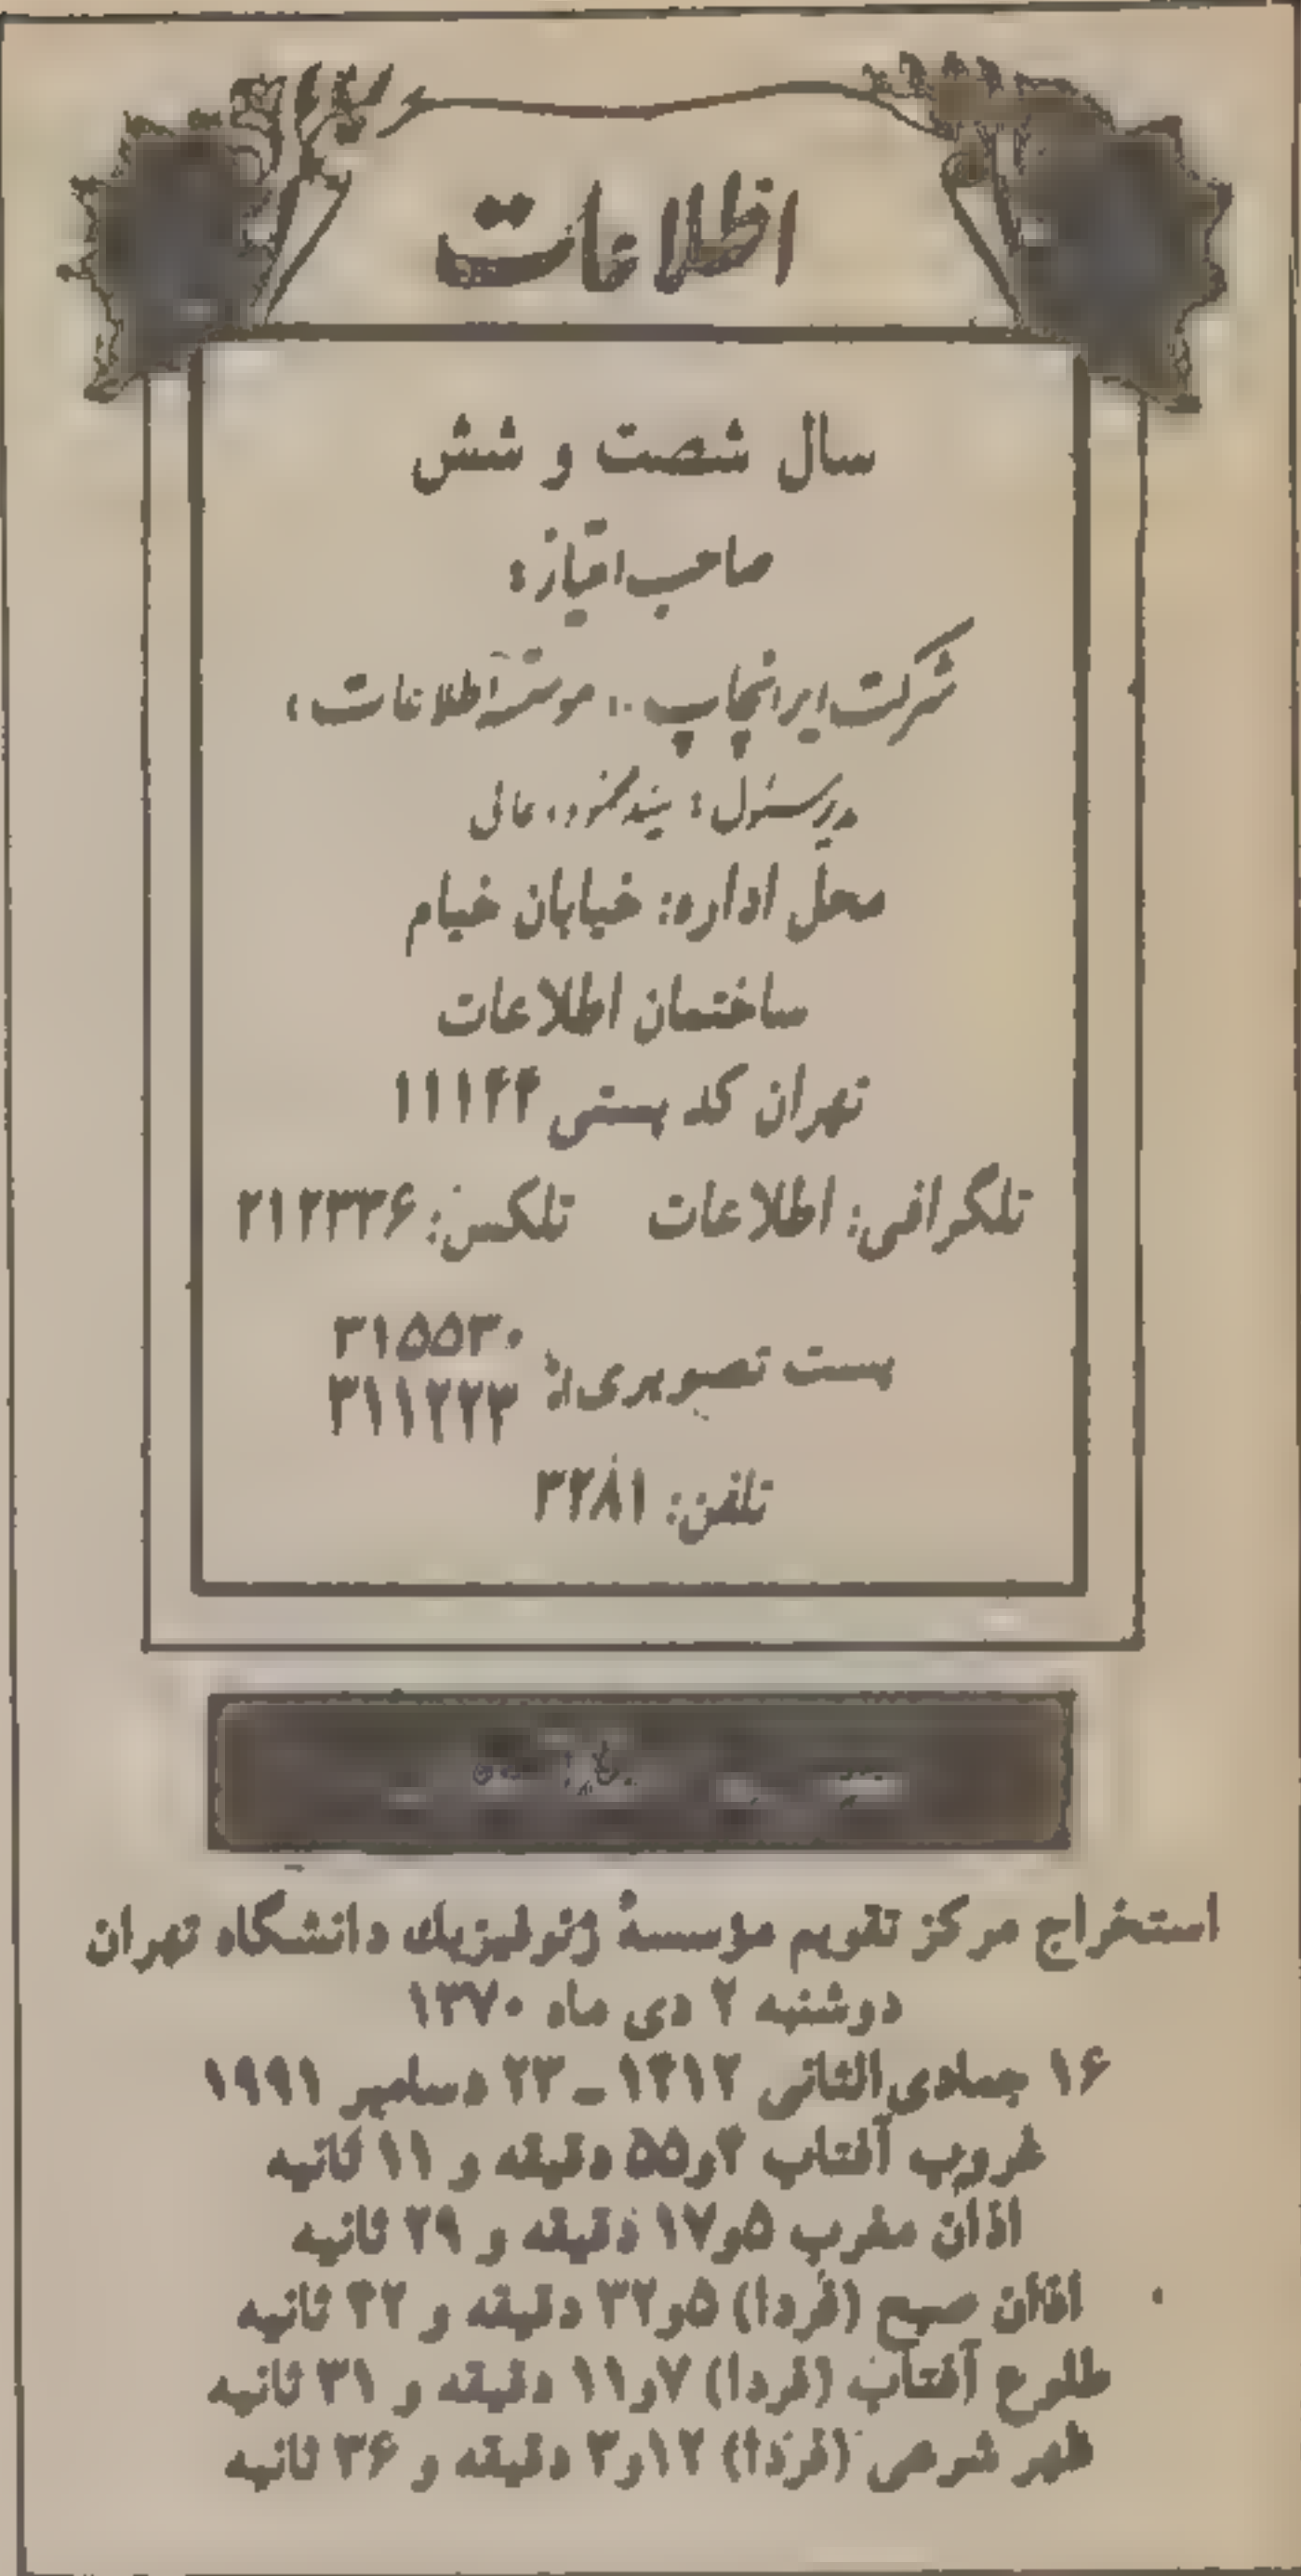 اطلاعات
سال شصت و شش
صاحب امتیاز:
شرکت ایرانچاپ «موسسه اطلاعات»
مدیر مسئول: سید محمود دعائی
محل اداره: خیابان خیام
ساختمان اطلاعات
تهران کد پستی ۱۱۱۴۴
تلگرافی: اطلاعات تلکس: ۲۱۲۳۳۶
پست تصویری: ۳۱۵۵۳۰
۳۱۱۲۲۳
تلفن: ۳۲۸۱
استخراج مرکز تقویم مؤسسهٔ ژئوفیزیك دانشگاه تهران
دوشنبه ۲ دی ماه ۱۳۷۰
۱۶ جمادی‌الثانی ۱۴۱۲ ـ ۲۳ دسامبر ۱۹۹۱
غروب آفتاب ۴و۵۵ دقیقه و ۱۱ ثانیه
اذان مغرب ۵و۱۷ دقیقه و ۲۹ ثانیه
اذان صبح (فردا) ۵و۳۲ دقیقه و ۴۲ ثانیه
طلوع آفتاب (فردا) ۷و۱۱ دقیقه و ۳۱ ثانیه
ظهر شرعی (فردا) ۱۲و۳ دقیقه و ۳۶ ثانیه